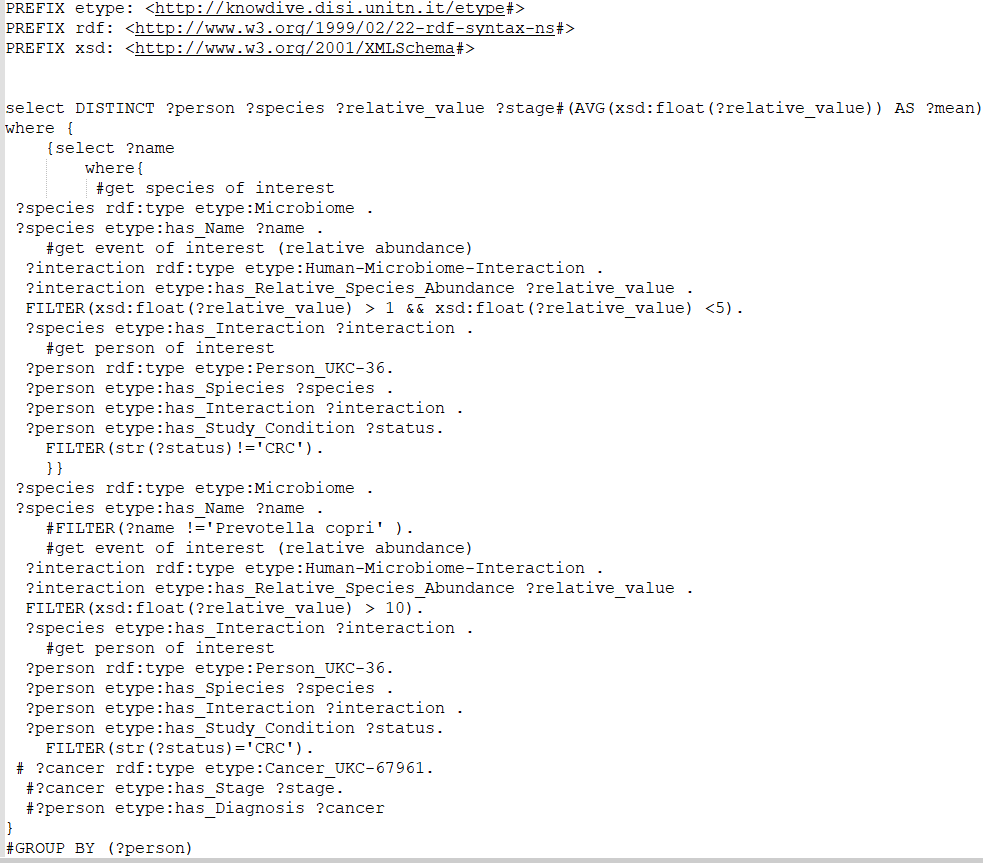 PREFIX etype: <http://knowdive.disi.unitn.it/etype#>
PREFIX rdf: <http://www.w3.org/1999/02/22-rdf-syntax-ns#>
PREFIX xsd: <http://www.w3.org/2001/XMLSchema#>
select DISTINCT ?person ?species ?relative_value ?stage#(AVG(xsd:float(?relative_value)) AS ?mean)
where {
{select ?name
where{
#get species of interest
?species rdf:type etype:Microbiome .
?species etype:has_Name ?name .
#get event of interest (relative abundance)
?interaction rdf:type etype:Human-Microbiome-Interaction .
?interaction etype:has_Relative_Species_Abundance ?relative_value .
FILTER(xsd:float(?relative_value) > 1 && xsd:float(?relative_value) <5).
?species etype:has_Interaction ?interaction .
#get person of interest
?person rdf:type etype:Person_UKC-36.
?person etype:has_Spiecies ?species .
?person etype:has_Interaction ?interaction .
?person etype:has_Study_Condition ?status.
FILTER(str(?status)!='CRC').
}}
?species rdf:type etype:Microbiome .
?species etype:has_Name ?name .
#FILTER(?name !='Prevotella copri' ).
#get event of interest (relative abundance)
?interaction rdf:type etype:Human-Microbiome-Interaction .
?interaction etype:has_Relative_Species_Abundance ?relative_value .
FILTER(xsd:float(?relative_value) > 10).
?species etype:has_Interaction ?interaction .
#get person of interest
?person rdf:type etype:Person_UKC-36.
?person etype:has_Spiecies ?species .
?person etype:has_Interaction ?interaction .
?person etype:has_Study_Condition ?status.
FILTER(str(?status)='CRC').
# ?cancer rdf:type etype:Cancer_UKC-67961.
#?cancer etype:has_Stage ?stage.
#?person etype:has_Diagnosis ?cancer
}
#GROUP BY (?person)